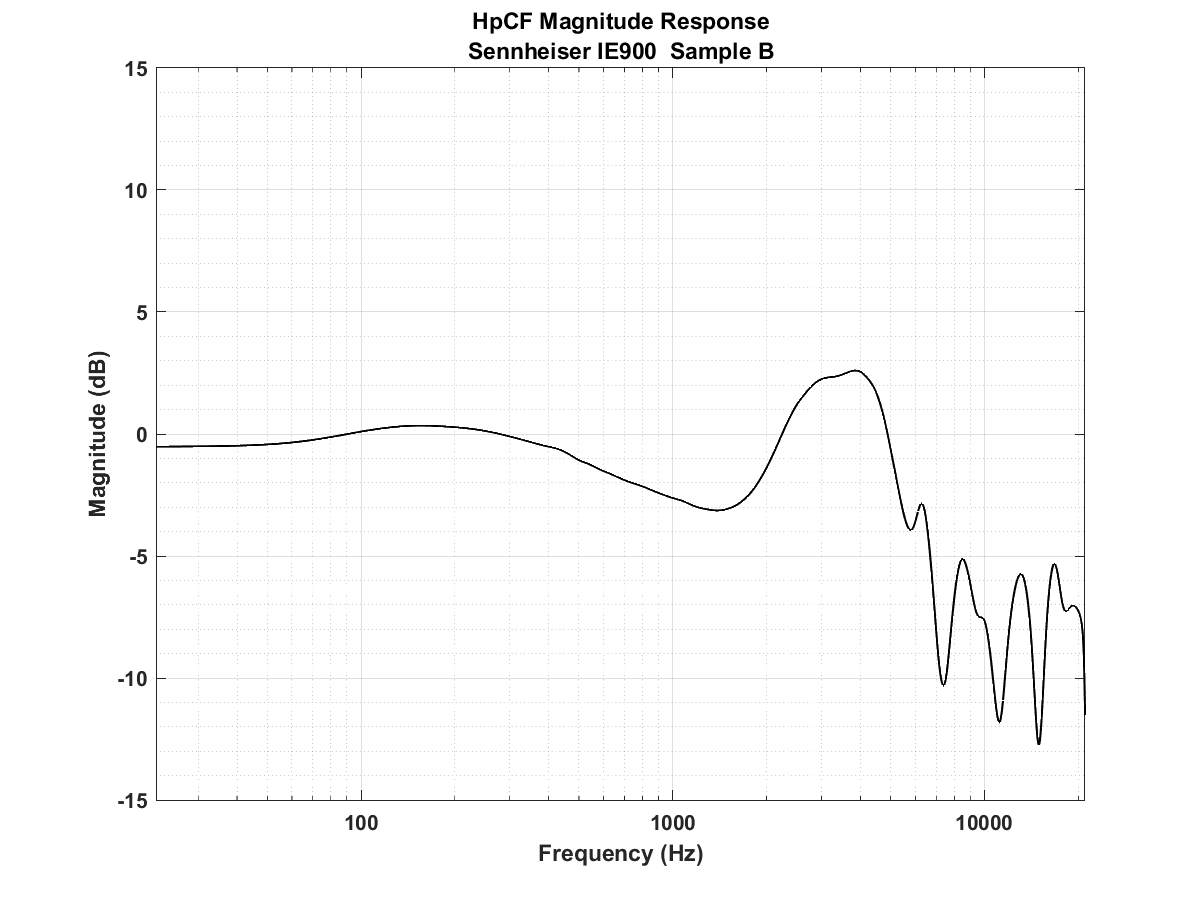 HpCF Magnitude Response
Sennheiser IE900  Sample B
15
10
5
0
-5
-10
-15
Magnitude (dB)
100
1000
10000
Frequency (Hz)